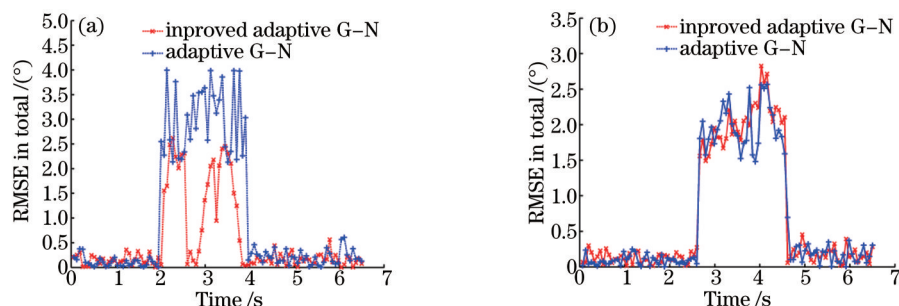 (a)
inproved adaptive G-N
adaptive G-N
RMSE in total /(°)
5.0
4.5
4.0
3.5
3.0
2.5
2.0
1.5
1.0
0.5
0
0 1 2 3 4 5 6 7
Time /s
(b)
inproved adaptive G-N
adaptive G-N
RMSE in total /(°)
3.5
3.0
2.5
2.0
1.5
1.0
0.5
0
0 1 2 3 4 5 6 7
Time /s